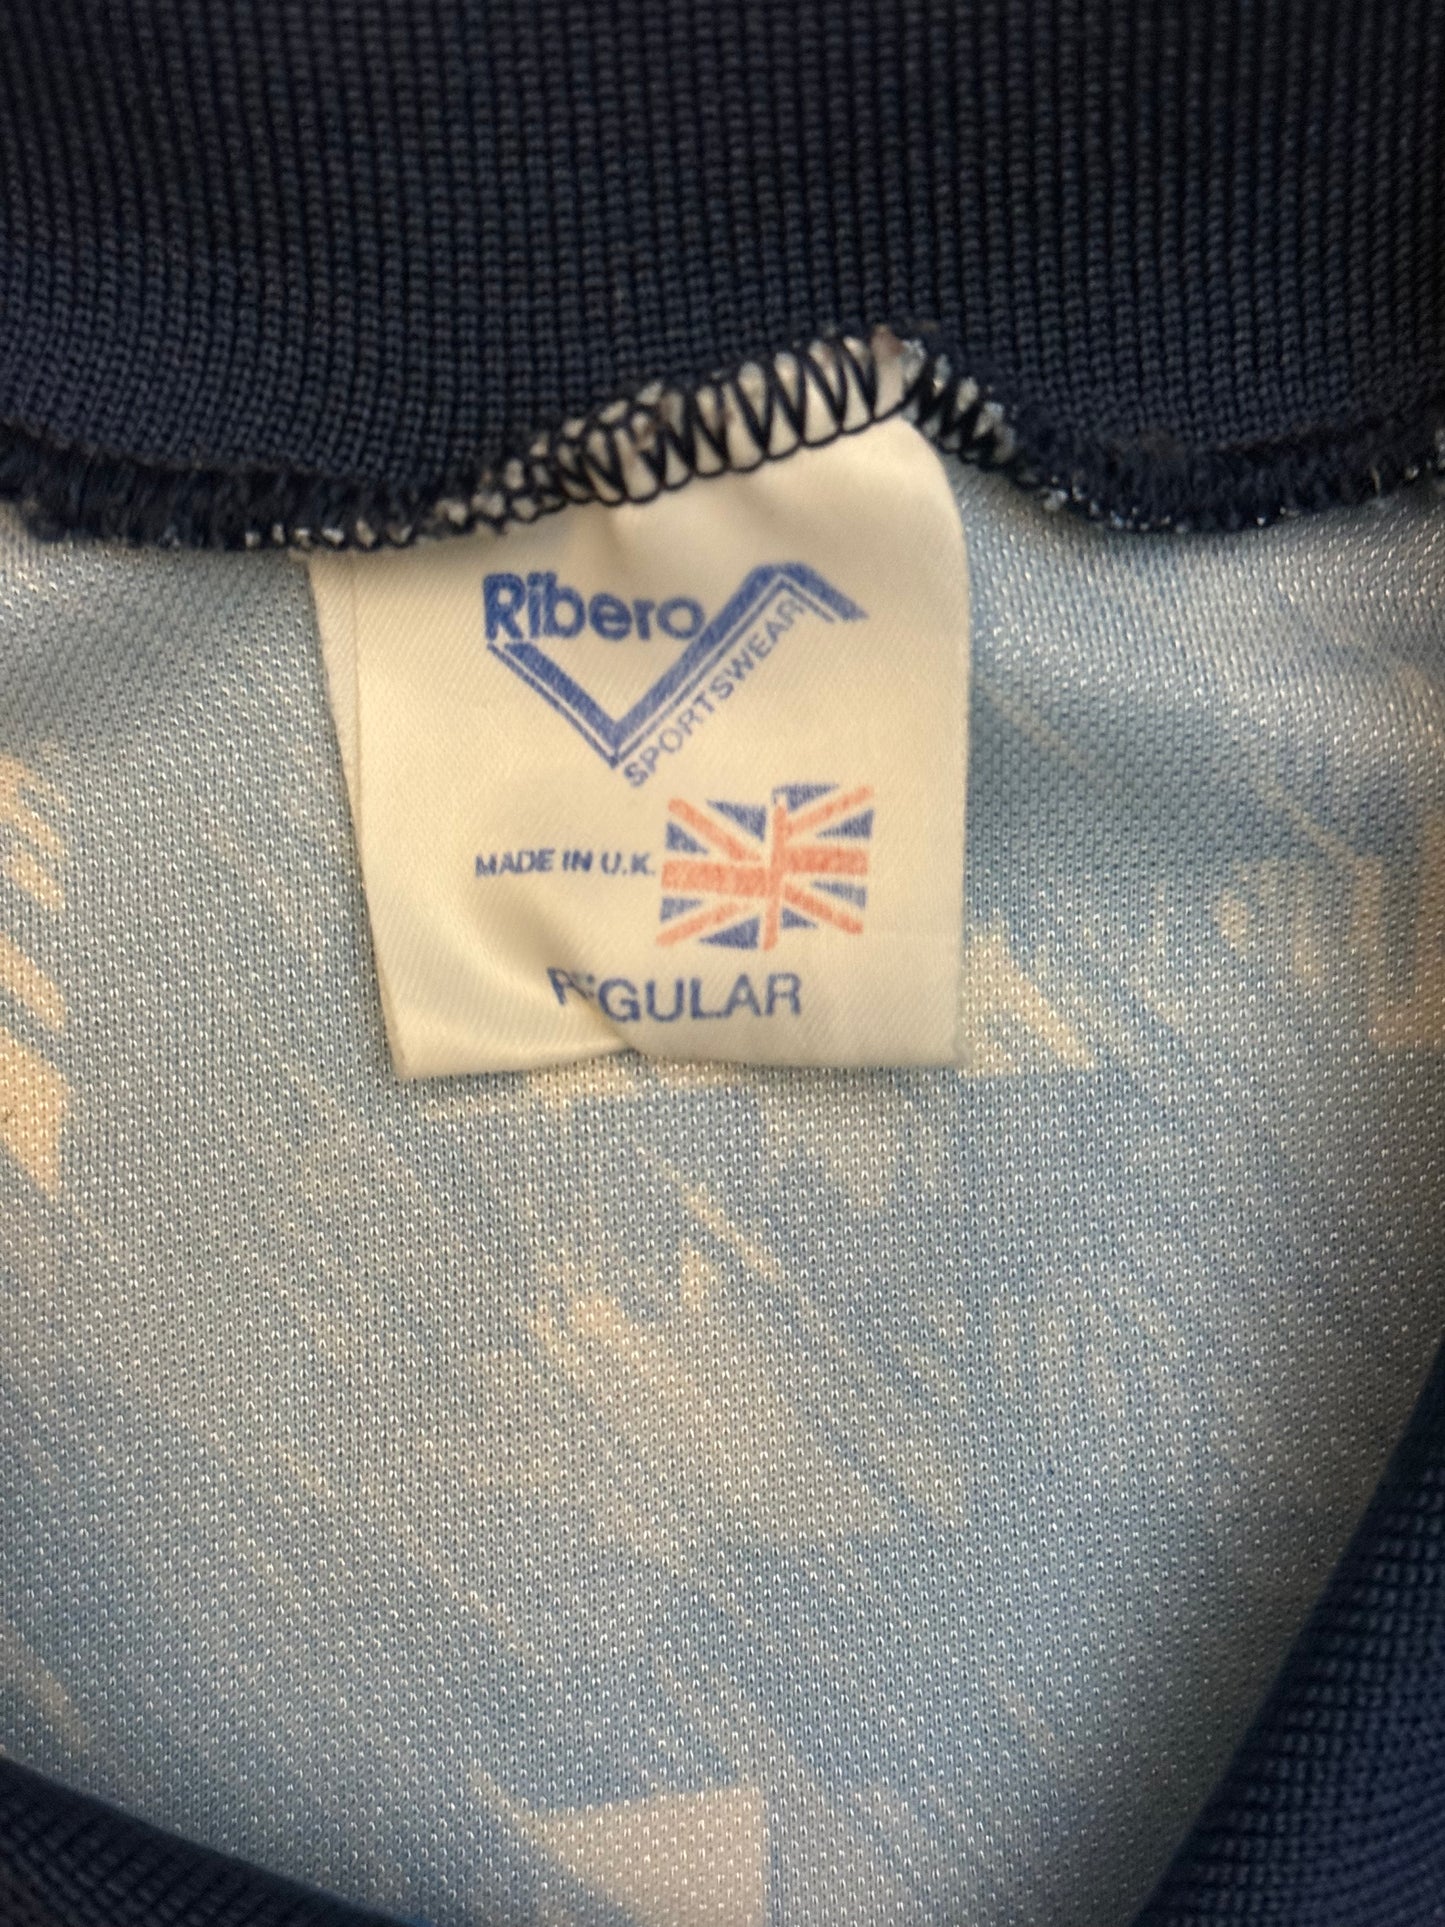 Ribero
SPORTSWEAR
MADE IN U.K.
REGULAR